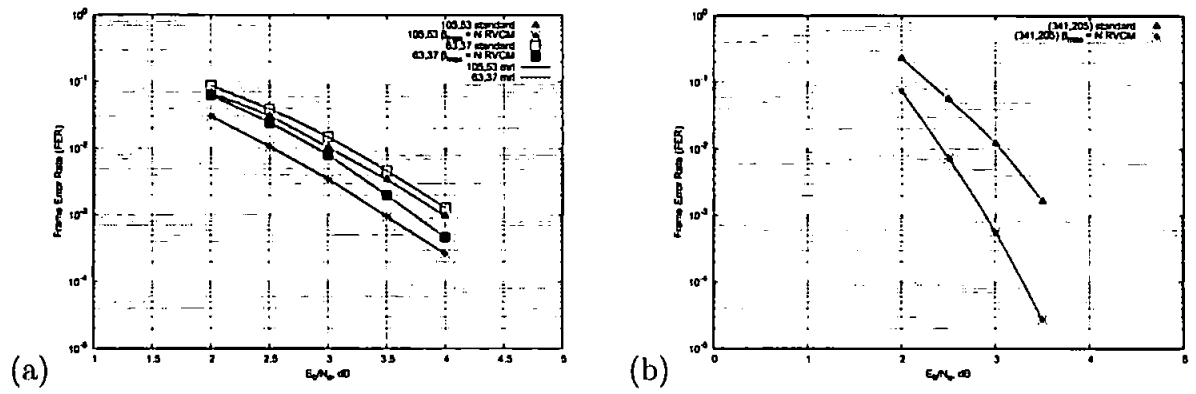 10^0
10^-1
10^-2
10^-3
10^-4
10^-5
Frame Error Rate (FER)
105,53 standard
105,53 β_max = N RVCM
63,37 standard
63,37 β_max = N RVCM
105,53 mrl
63,37 mrl
1 1.5 2 2.5 3 3.5 4 4.5 5
E_b/N_o, dB
(a)
10^0
10^-1
10^-2
10^-3
10^-4
10^-5
Frame Error Rate (FER)
(341,205) standard
(341,205) β_max = N RVCM
0 1 2 3 4 5
E_b/N_o, dB
(b)